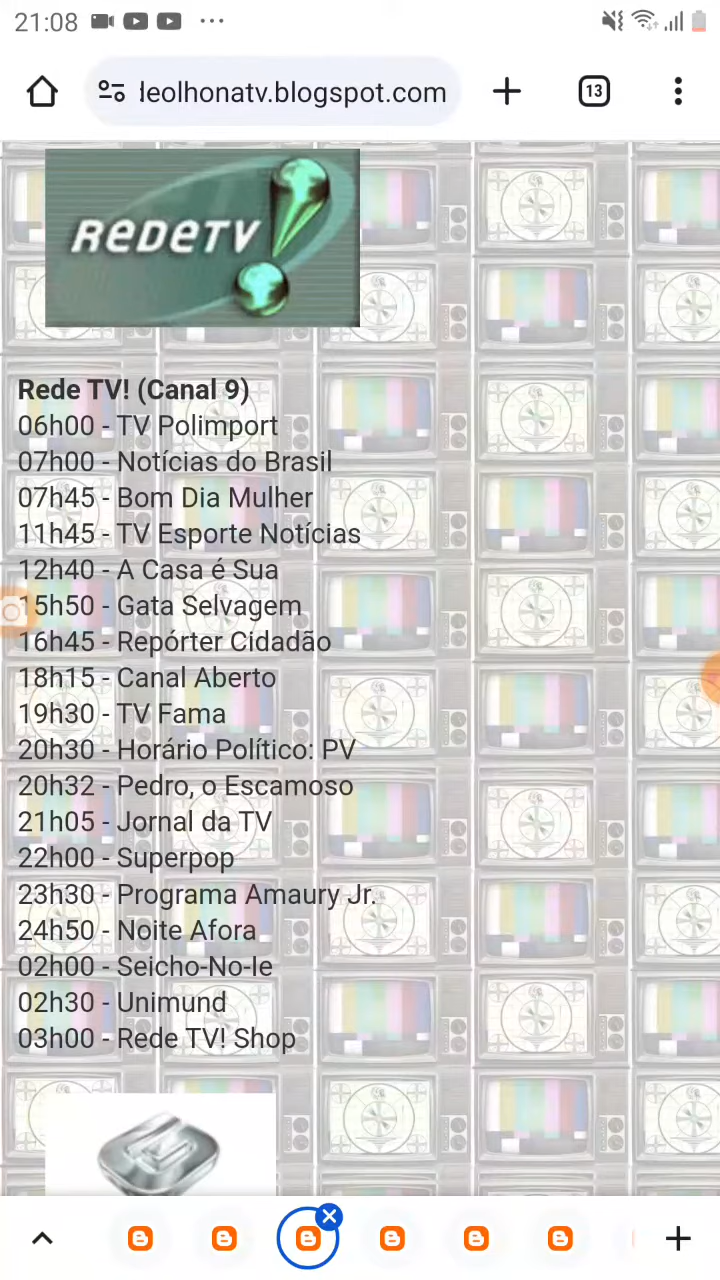 21:08
leolhonatv.blogspot.com
13
REDETV!
Rede TV! (Canal 9)
06h00 - TV Polimport
07h00 - Notícias do Brasil
07h45 - Bom Dia Mulher
11h45 - TV Esporte Notícias
12h40 - A Casa é Sua
15h50 - Gata Selvagem
16h45 - Repórter Cidadão
18h15 - Canal Aberto
19h30 - TV Fama
20h30 - Horário Político: PV
20h32 - Pedro, o Escamoso
21h05 - Jornal da TV
22h00 - Superpop
23h30 - Programa Amaury Jr.
24h50 - Noite Afora
02h00 - Seicho-No-Ie
02h30 - Unimund
03h00 - Rede TV! Shop